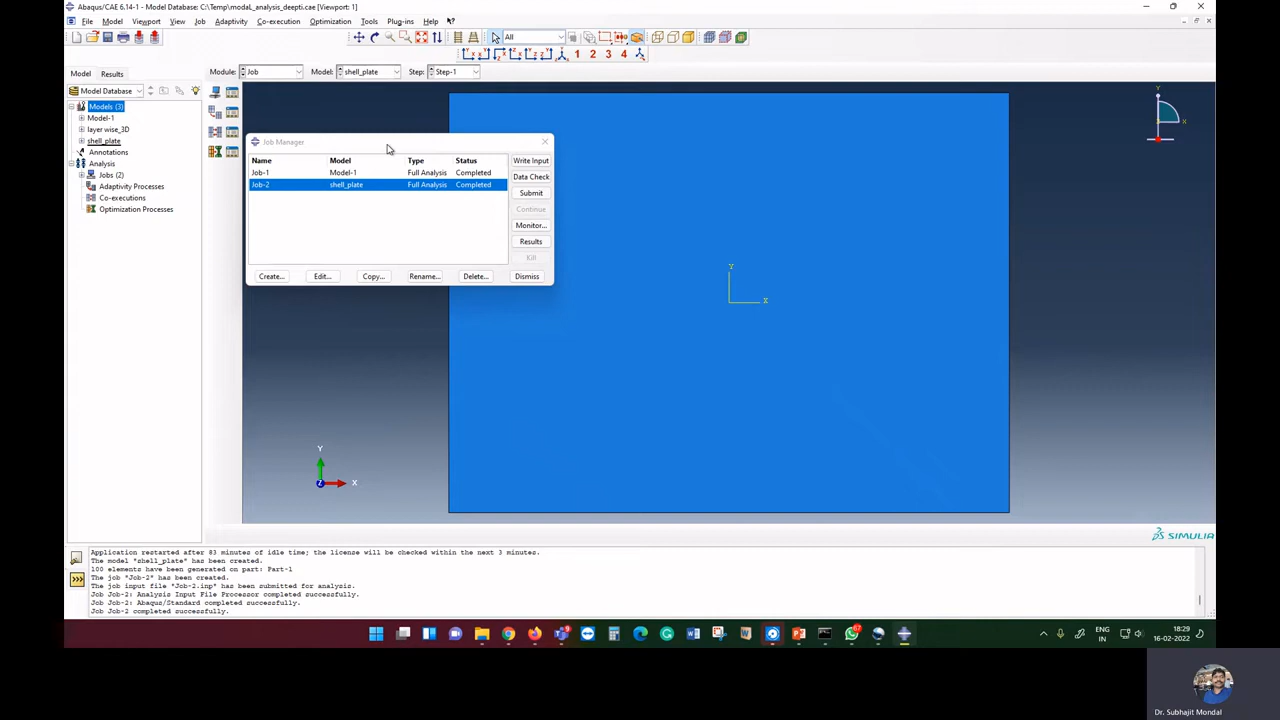 Abaqus/CAE 6.14-1 - Model Database: C:\Temp\modaL_analysis_deepti.cae [Viewport: 1]
File Model Viewport View Job Adaptivity Co-execution Optimization Tools Plug-ins Help
All
1 2 3 4
Model Results
Module: Job Model: shell_plate Step: Step-1
Model Database
Models (3)
Model-1
layer wise_3D
shell_plate
Annotations
Analysis
Jobs (2)
Adaptivity Processes
Co-executions
Optimization Processes
Job Manager
Name Model Type Status
Job-1 Model-1 Full Analysis Completed
Job-2 shell_plate Full Analysis Completed
Write Input
Data Check
Submit
Continue
Monitor...
Results
Kill
Create... Edit... Copy... Rename... Delete... Dismiss
Y
X
Y
X
Y
Z
X
SIMULIA
Application restarted after 83 minutes of idle time; the license will be checked within the next 3 minutes.
The model "shell_plate" has been created.
100 elements have been generated on part: Part-1
The job "Job-2" has been created.
The job input file "Job-2.inp" has been submitted for analysis.
Job Job-2: Analysis Input File Processor completed successfully.
Job Job-2: Abaqus/Standard completed successfully.
Job Job-2 completed successfully.
67
ENG
IN
18:29
16-02-2022
Dr. Subhajit Mondal